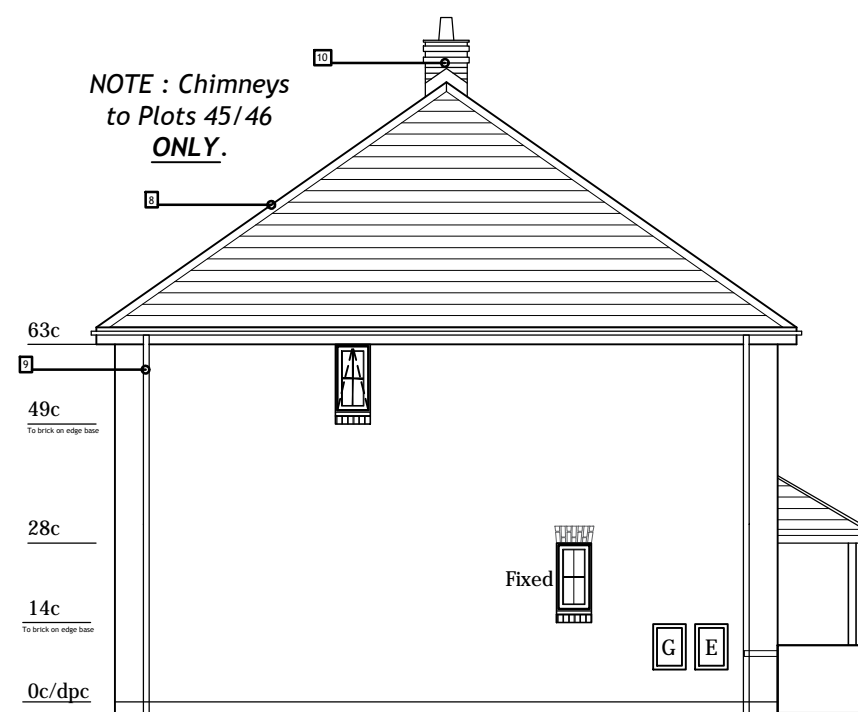 10
NOTE : Chimneys
to Plots 45/46
ONLY.
8
63c
9
49c
To brick on edge base
28c
Fixed
14c
To brick on edge base
G E
0c/dpc